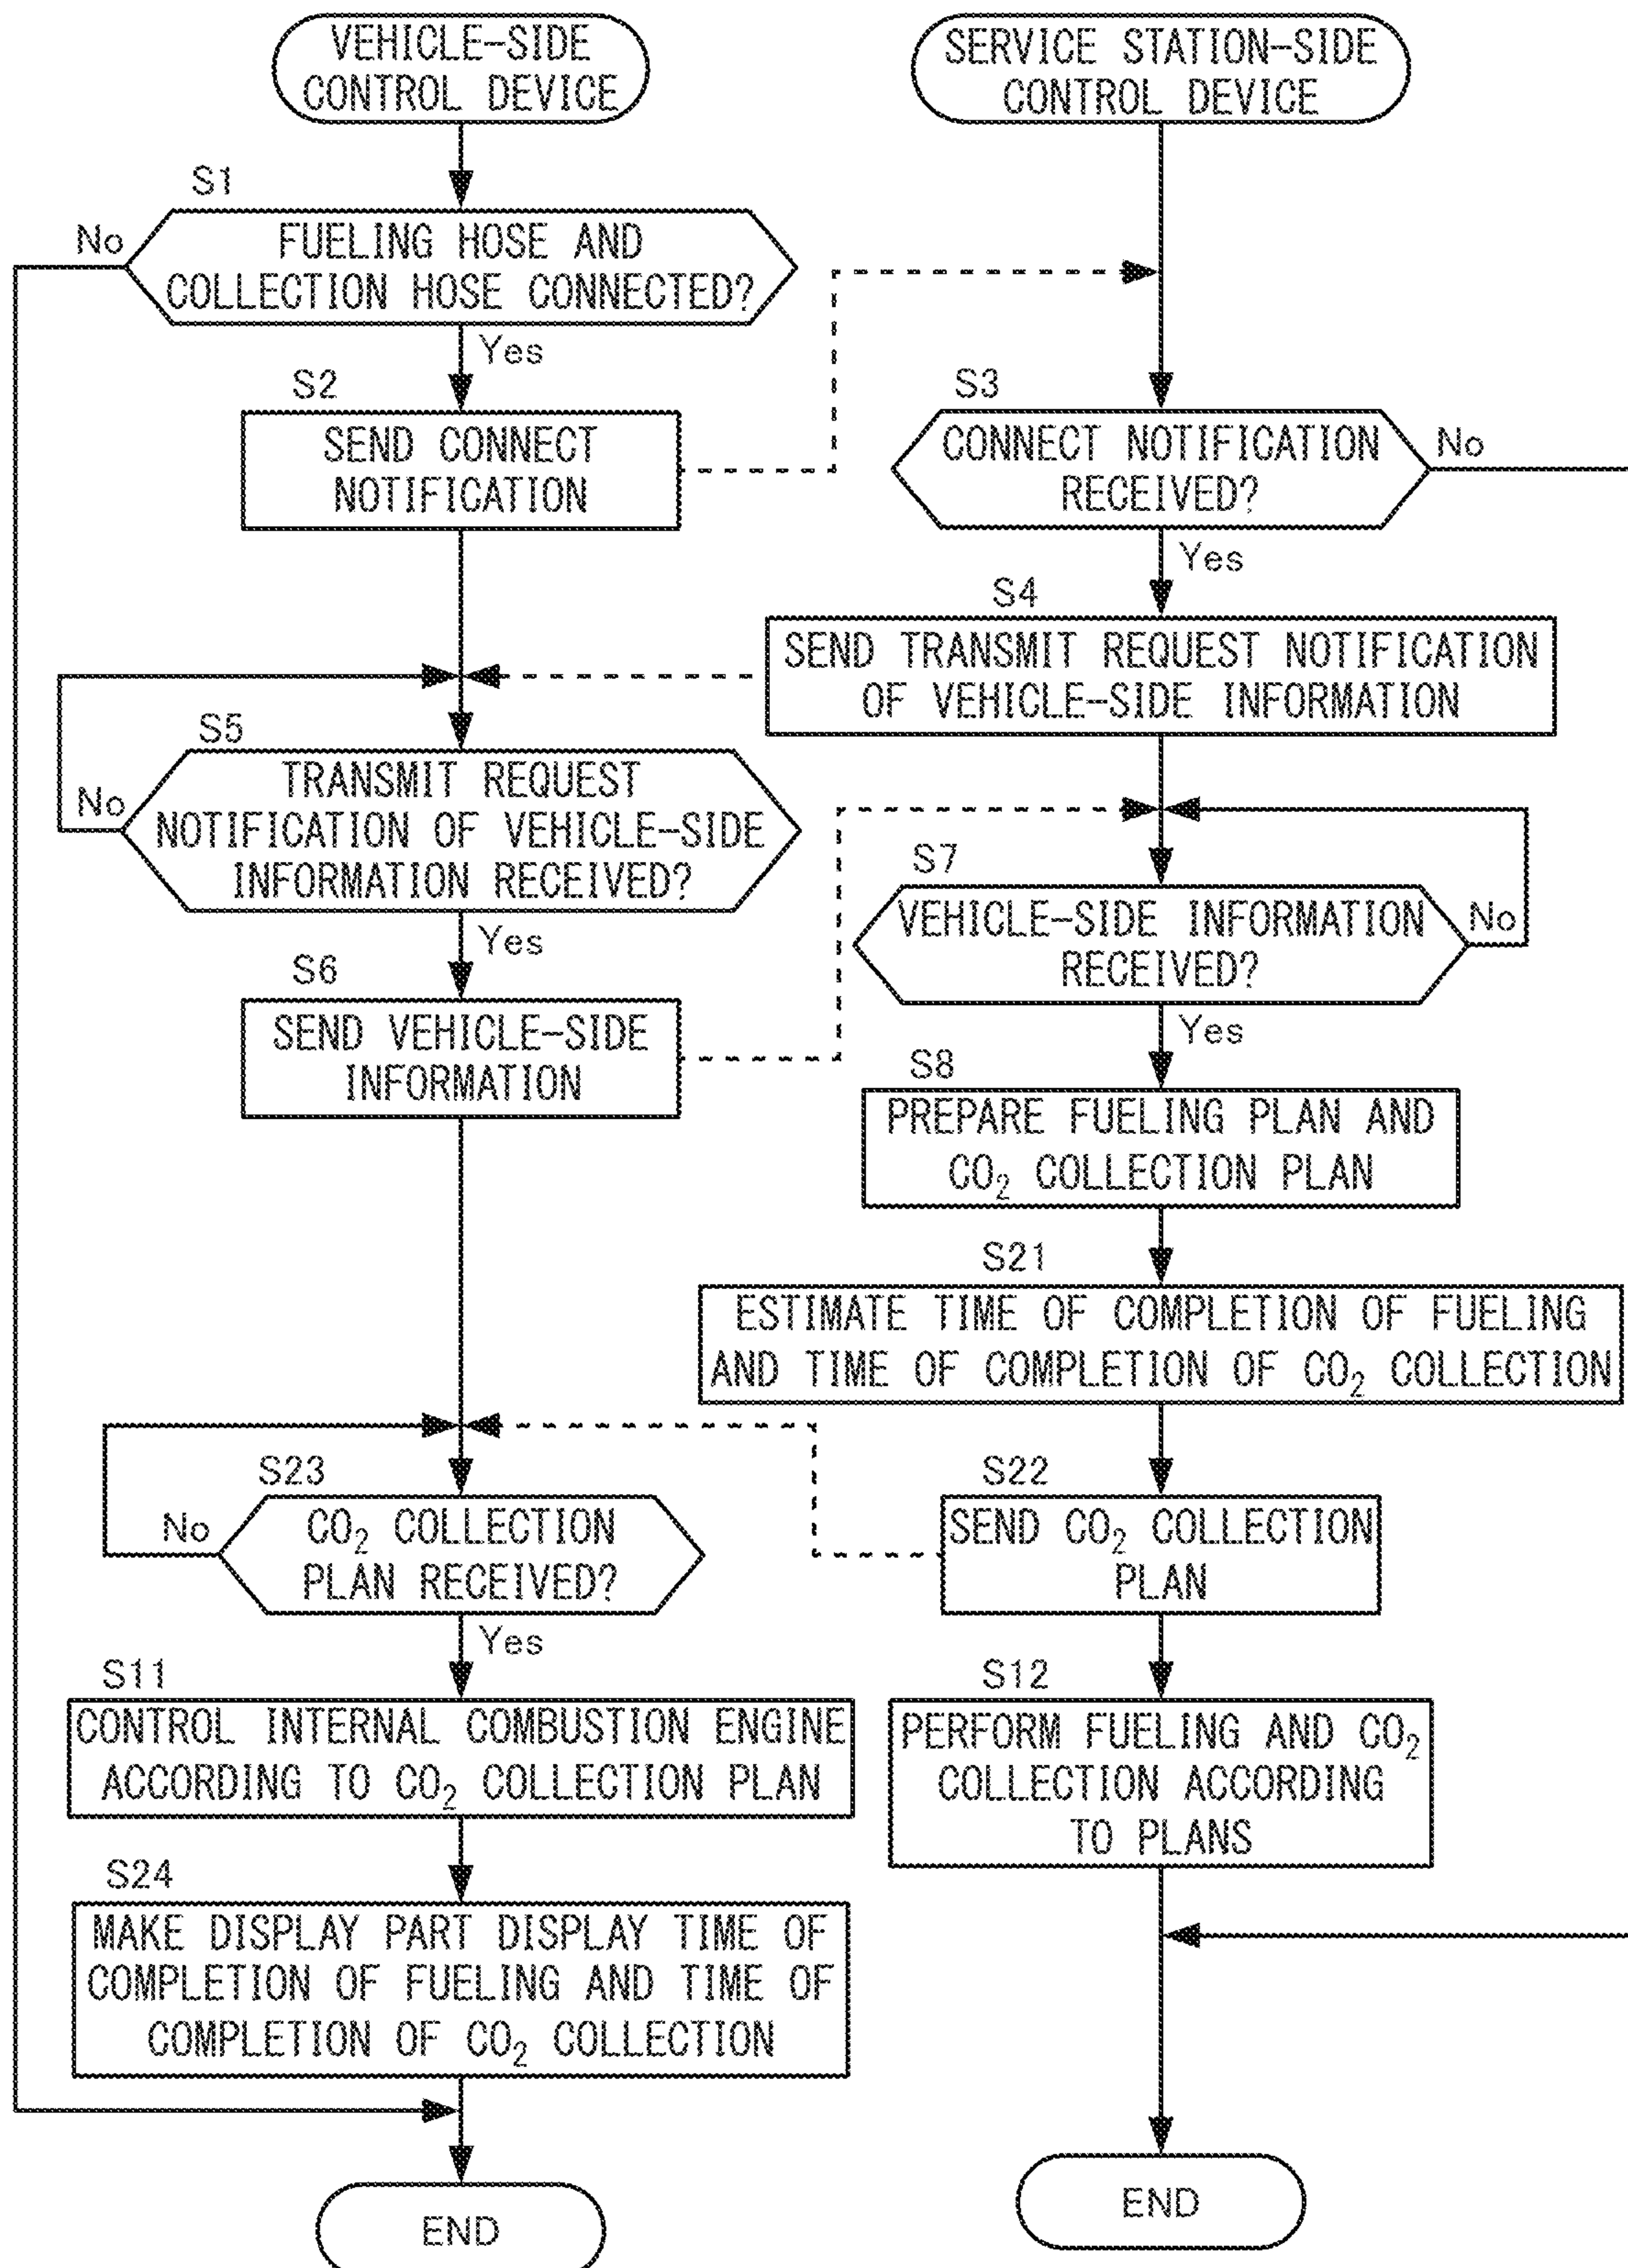 VEHICLE-SIDE
CONTROL DEVICE
SERVICE STATION-SIDE
CONTROL DEVICE
S1
No
FUELING HOSE AND
COLLECTION HOSE CONNECTED?
Yes
S2
SEND CONNECT
NOTIFICATION
S3
CONNECT NOTIFICATION
RECEIVED?
No
Yes
S4
SEND TRANSMIT REQUEST NOTIFICATION
OF VEHICLE-SIDE INFORMATION
S5
No
TRANSMIT REQUEST
NOTIFICATION OF VEHICLE-SIDE
INFORMATION RECEIVED?
Yes
S6
SEND VEHICLE-SIDE
INFORMATION
S7
VEHICLE-SIDE INFORMATION
RECEIVED?
No
Yes
S8
PREPARE FUELING PLAN AND
CO₂ COLLECTION PLAN
S21
ESTIMATE TIME OF COMPLETION OF FUELING
AND TIME OF COMPLETION OF CO₂ COLLECTION
S22
SEND CO₂ COLLECTION
PLAN
S23
No
CO₂ COLLECTION
PLAN RECEIVED?
Yes
S11
CONTROL INTERNAL COMBUSTION ENGINE
ACCORDING TO CO₂ COLLECTION PLAN
S12
PERFORM FUELING AND CO₂
COLLECTION ACCORDING
TO PLANS
S24
MAKE DISPLAY PART DISPLAY TIME OF
COMPLETION OF FUELING AND TIME OF
COMPLETION OF CO₂ COLLECTION
END
END